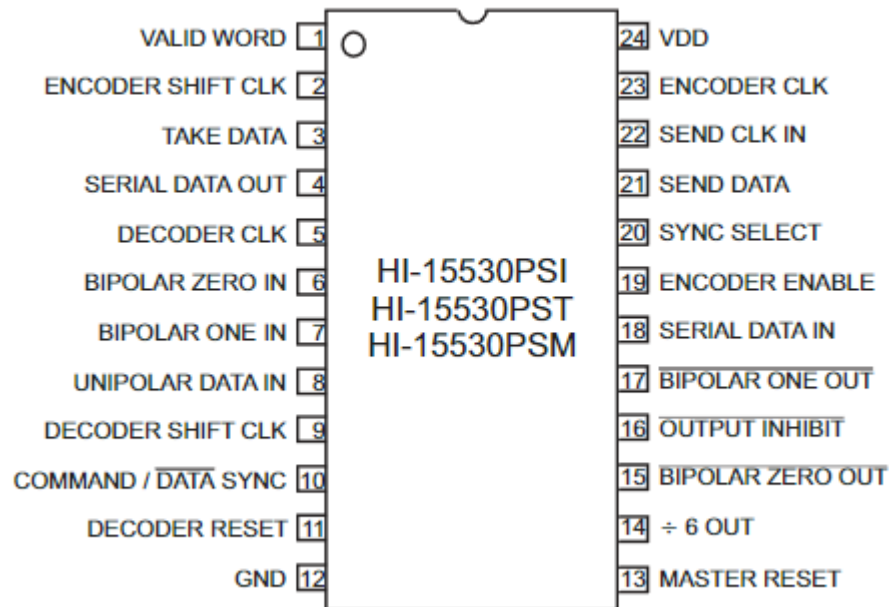 VALID WORD 1
ENCODER SHIFT CLK 2
TAKE DATA 3
SERIAL DATA OUT 4
DECODER CLK 5
BIPOLAR ZERO IN 6
BIPOLAR ONE IN 7
UNIPOLAR DATA IN 8
DECODER SHIFT CLK 9
COMMAND / DATA SYNC 10
DECODER RESET 11
GND 12
HI-15530PSI
HI-15530PST
HI-15530PSM
24 VDD
23 ENCODER CLK
22 SEND CLK IN
21 SEND DATA
20 SYNC SELECT
19 ENCODER ENABLE
18 SERIAL DATA IN
17 BIPOLAR ONE OUT
16 OUTPUT INHIBIT
15 BIPOLAR ZERO OUT
14 ÷ 6 OUT
13 MASTER RESET